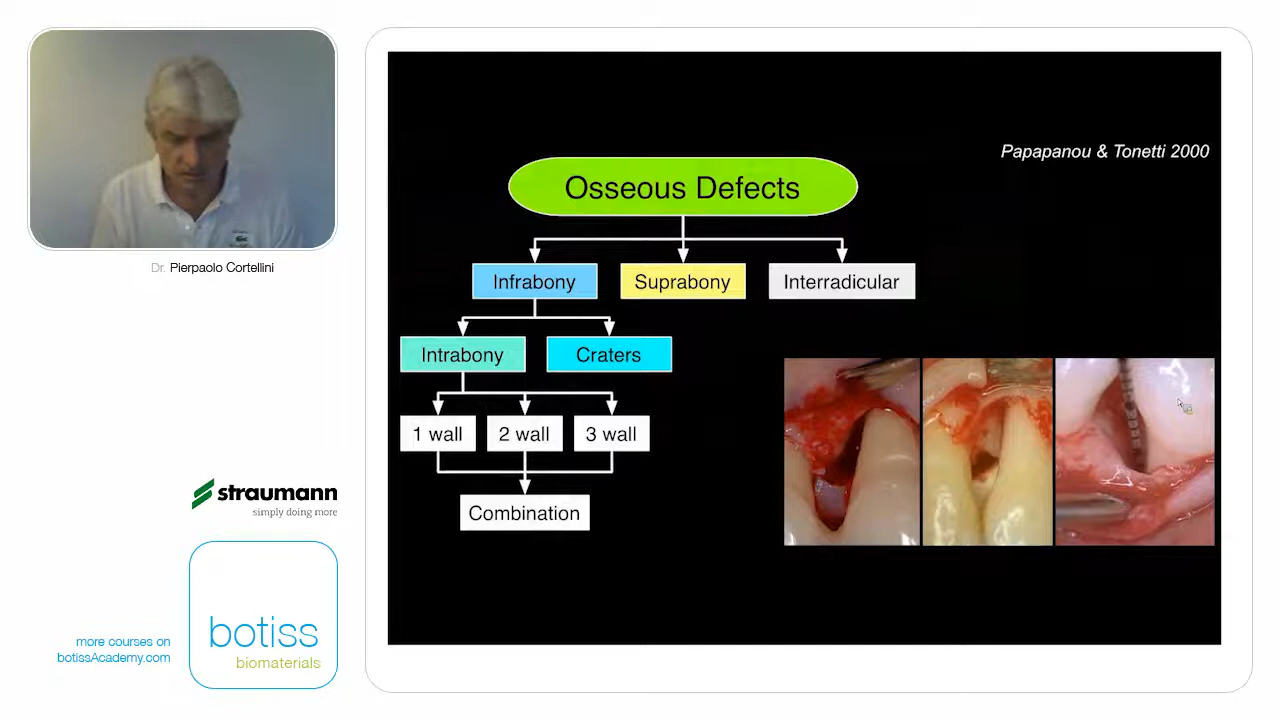 Papapanou & Tonetti 2000
Osseous Defects
Infrabony
Suprabony
Interradicular
Intrabony
Craters
1 wall
2 wall
3 wall
Combination
Dr. Pierpaolo Cortellini
straumann
simply doing more
botiss
biomaterials
more courses on
botissAcademy.com